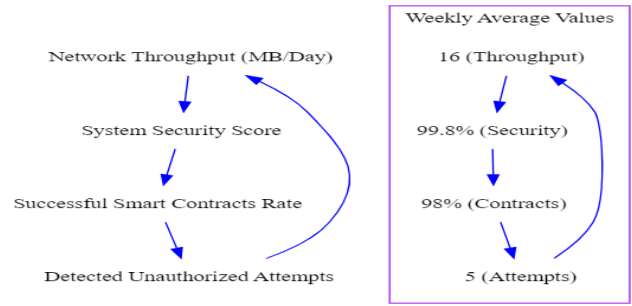 Network Throughput (MB/Day)
System Security Score
Successful Smart Contracts Rate
Detected Unauthorized Attempts
Weekly Average Values
16 (Throughput)
99.8% (Security)
98% (Contracts)
5 (Attempts)